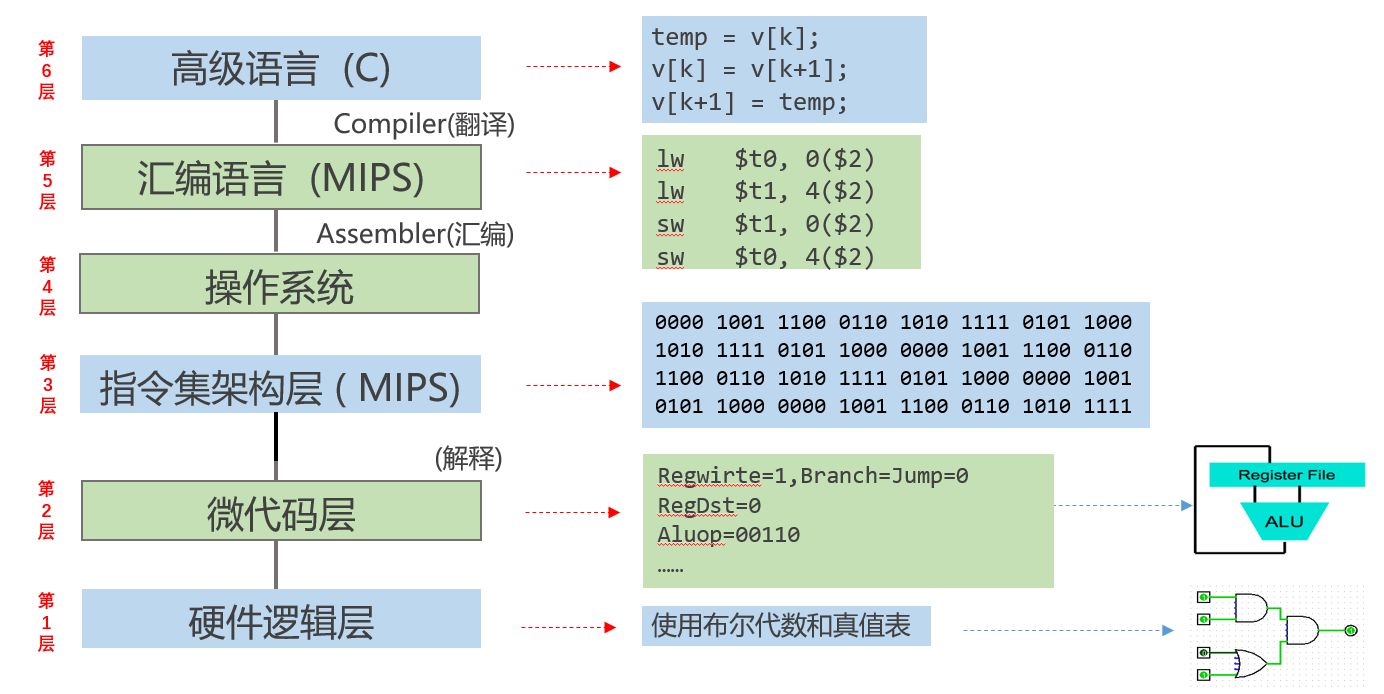 第6层
高级语言 (C)
temp = v[k];
v[k] = v[k+1];
v[k+1] = temp;
Compiler(翻译)
第5层
汇编语言 (MIPS)
lw $t0, 0($2)
lw $t1, 4($2)
sw $t1, 0($2)
sw $t0, 4($2)
Assembler(汇编)
第4层
操作系统
第3层
指令集架构层 ( MIPS)
0000 1001 1100 0110 1010 1111 0101 1000
1010 1111 0101 1000 0000 1001 1100 0110
1100 0110 1010 1111 0101 1000 0000 1001
0101 1000 0000 1001 1100 0110 1010 1111
(解释)
第2层
微代码层
Regwirte=1,Branch=Jump=0
RegDst=0
Aluop=00110
……
Register File
ALU
第1层
硬件逻辑层
使用布尔代数和真值表